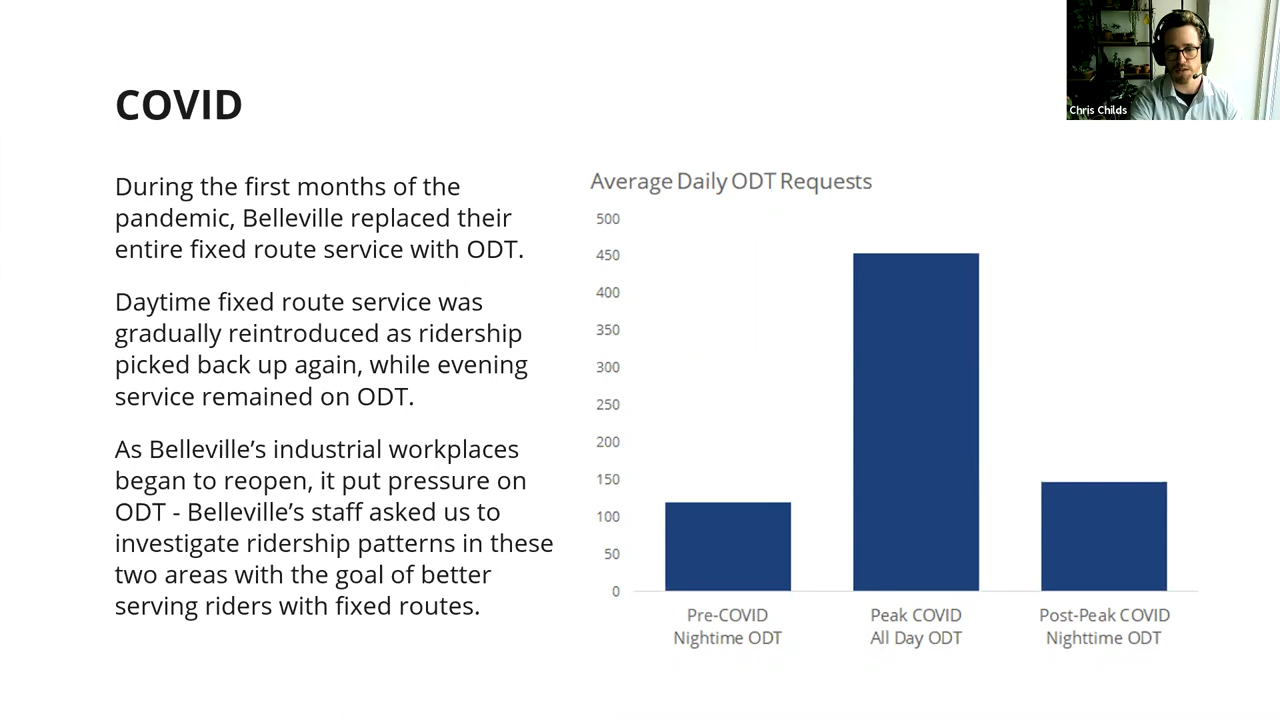 COVID
Chris Childs
During the first months of the
pandemic, Belleville replaced their
entire fixed route service with ODT.
Daytime fixed route service was
gradually reintroduced as ridership
picked back up again, while evening
service remained on ODT.
As Belleville’s industrial workplaces
began to reopen, it put pressure on
ODT - Belleville’s staff asked us to
investigate ridership patterns in these
two areas with the goal of better
serving riders with fixed routes.
Average Daily ODT Requests
500
450
400
350
300
250
200
150
100
50
0
Pre-COVID
Nightime ODT
Peak COVID
All Day ODT
Post-Peak COVID
Nighttime ODT